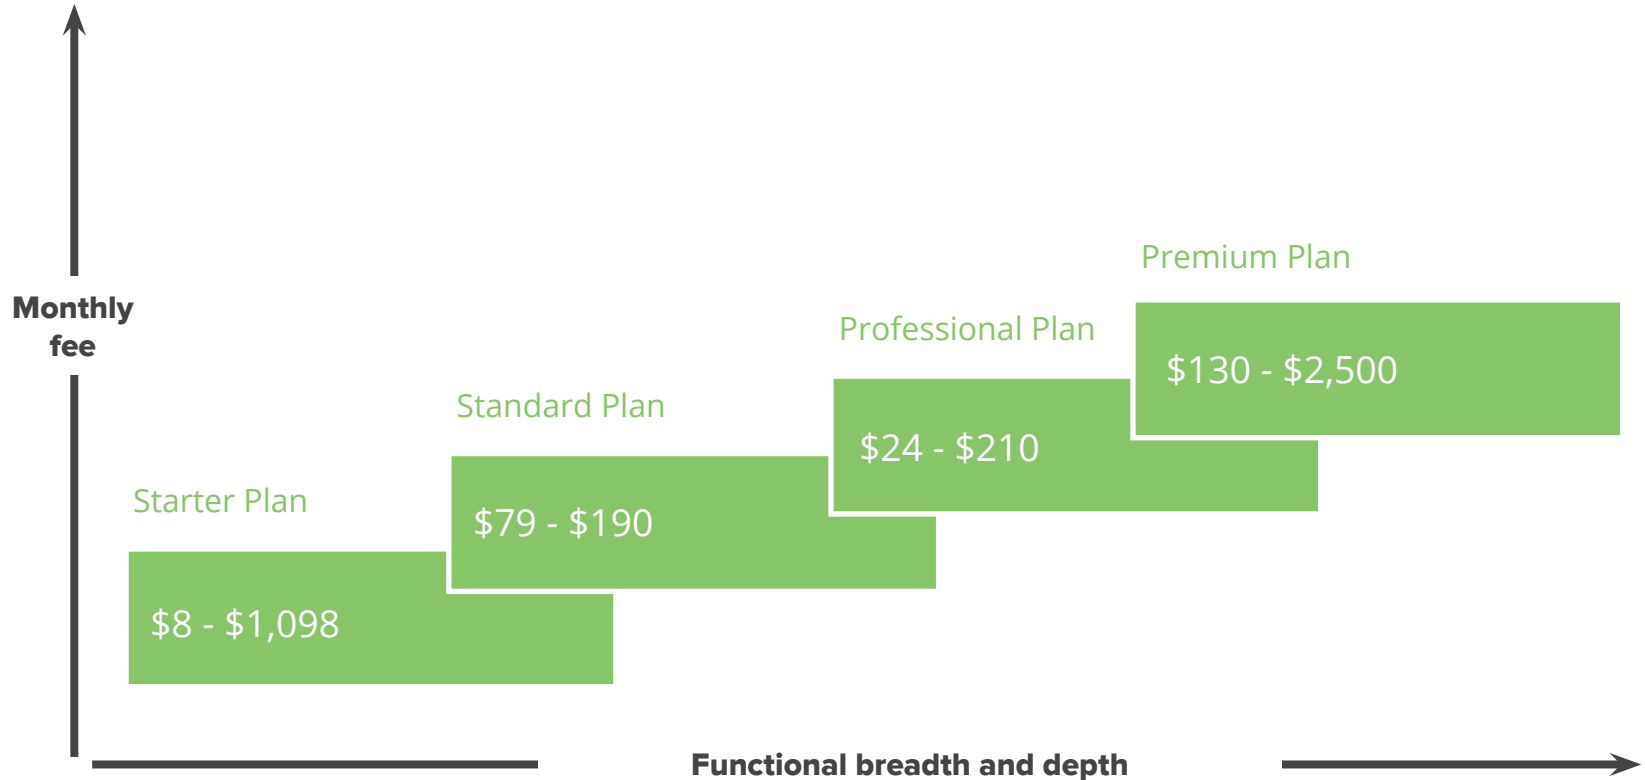 Premium Plan
$130 - $2,500
Professional Plan
$24 - $210
Standard Plan
$79 - $190
Starter Plan
$8 - $1,098
Monthly
fee
Functional breadth and depth